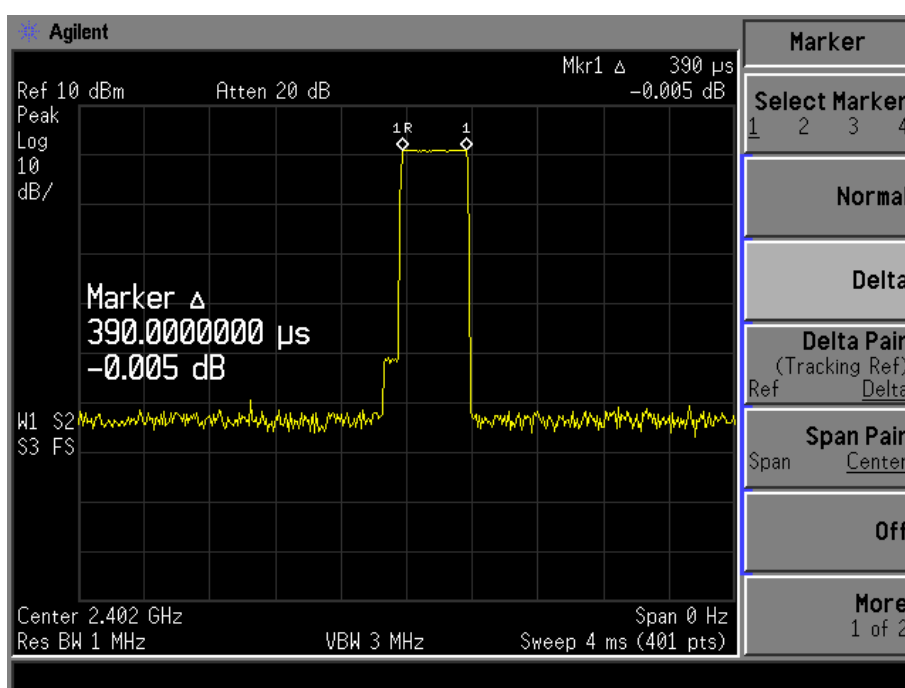 Agilent
Mkr1 Δ 390 µs
Ref 10 dBm Atten 20 dB -0.005 dB
Peak
Log
10
dB/
1R 1
Marker Δ
390.0000000 µs
-0.005 dB
W1 S2
S3 FS
Center 2.402 GHz Span 0 Hz
Res BW 1 MHz VBW 3 MHz Sweep 4 ms (401 pts)
Marker
Select Marker
1 2 3 4
Normal
Delta
Delta Pair
(Tracking Ref)
Ref Delta
Span Pair
Span Center
Off
More
1 of 2